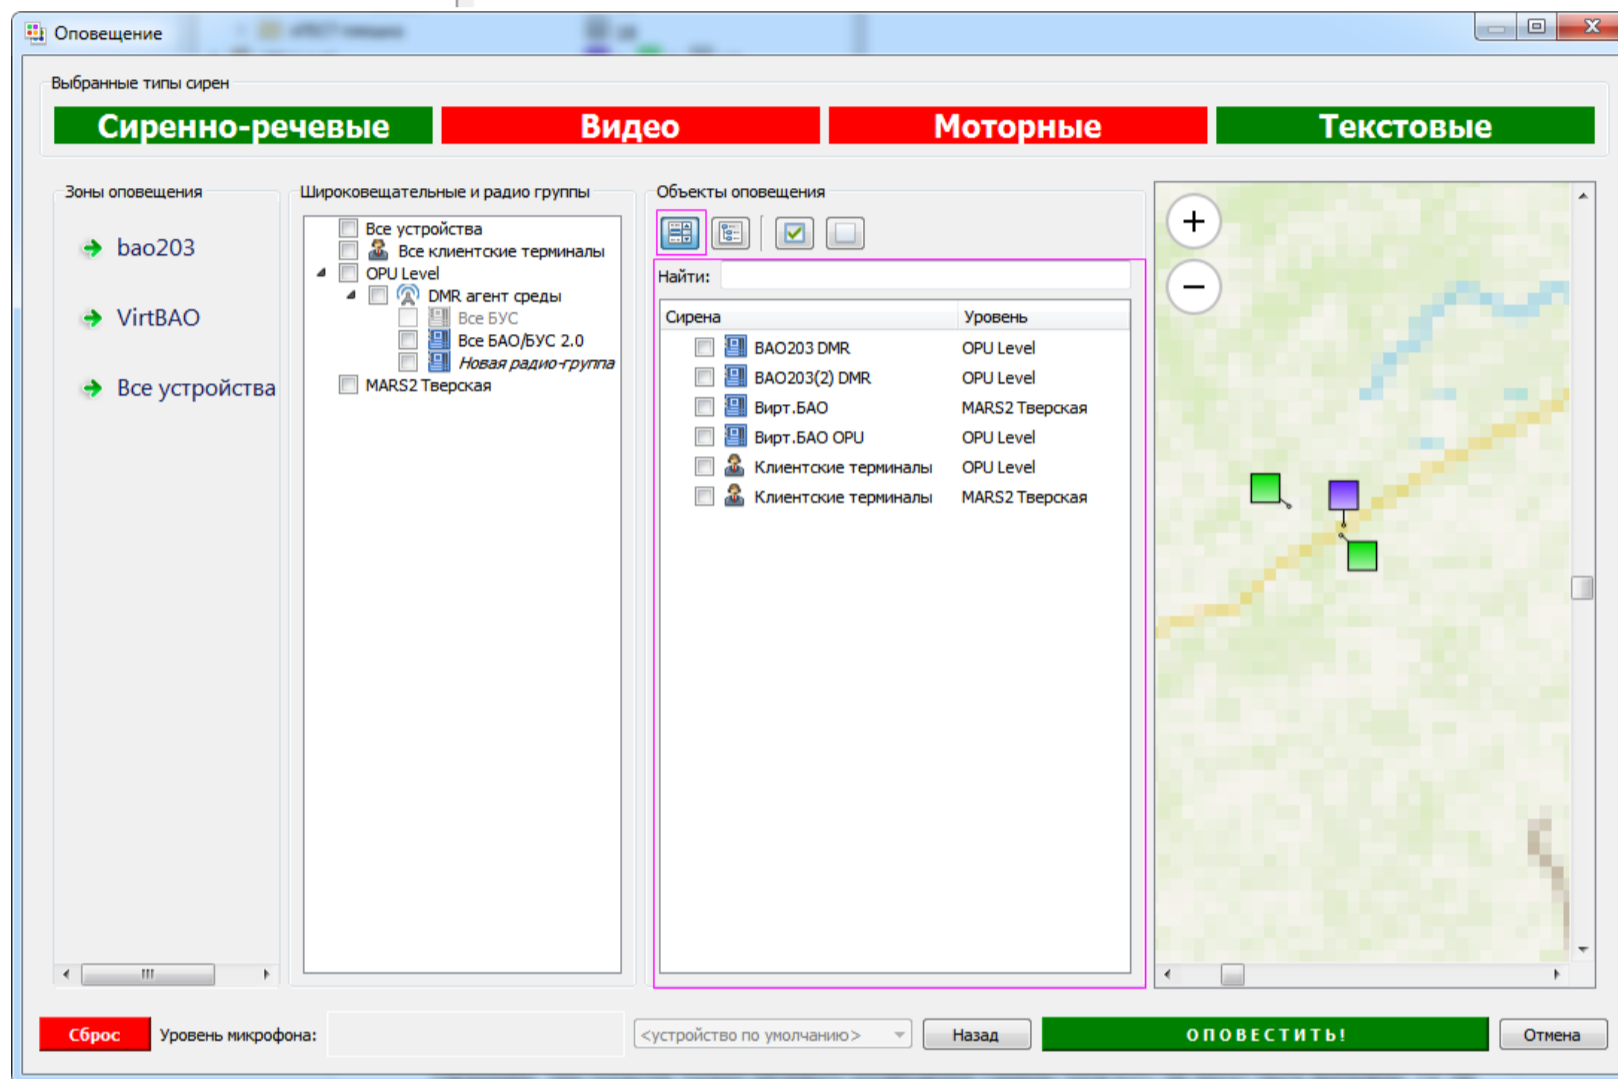 Оповещение
Выбранные типы сирен
Сиренно-речевые
Видео
Моторные
Текстовые
Зоны оповещения
bao203
VirtBAO
Все устройства
Широковещательные и радио группы
Все устройства
Все клиентские терминалы
OPU Level
DMR агент среды
Все БУС
Все БАО/БУС 2.0
Новая радио-группа
MARS2 Тверская
Объекты оповещения
Найти:
Сирена Уровень
BAO203 DMR OPU Level
BAO203(2) DMR OPU Level
Вирт.БАО MARS2 Тверская
Вирт.БАО OPU OPU Level
Клиентские терминалы OPU Level
Клиентские терминалы MARS2 Тверская
+
−
Сброс
Уровень микрофона:
<устройство по умолчанию>
Назад
ОПОВЕСТИТЬ!
Отмена